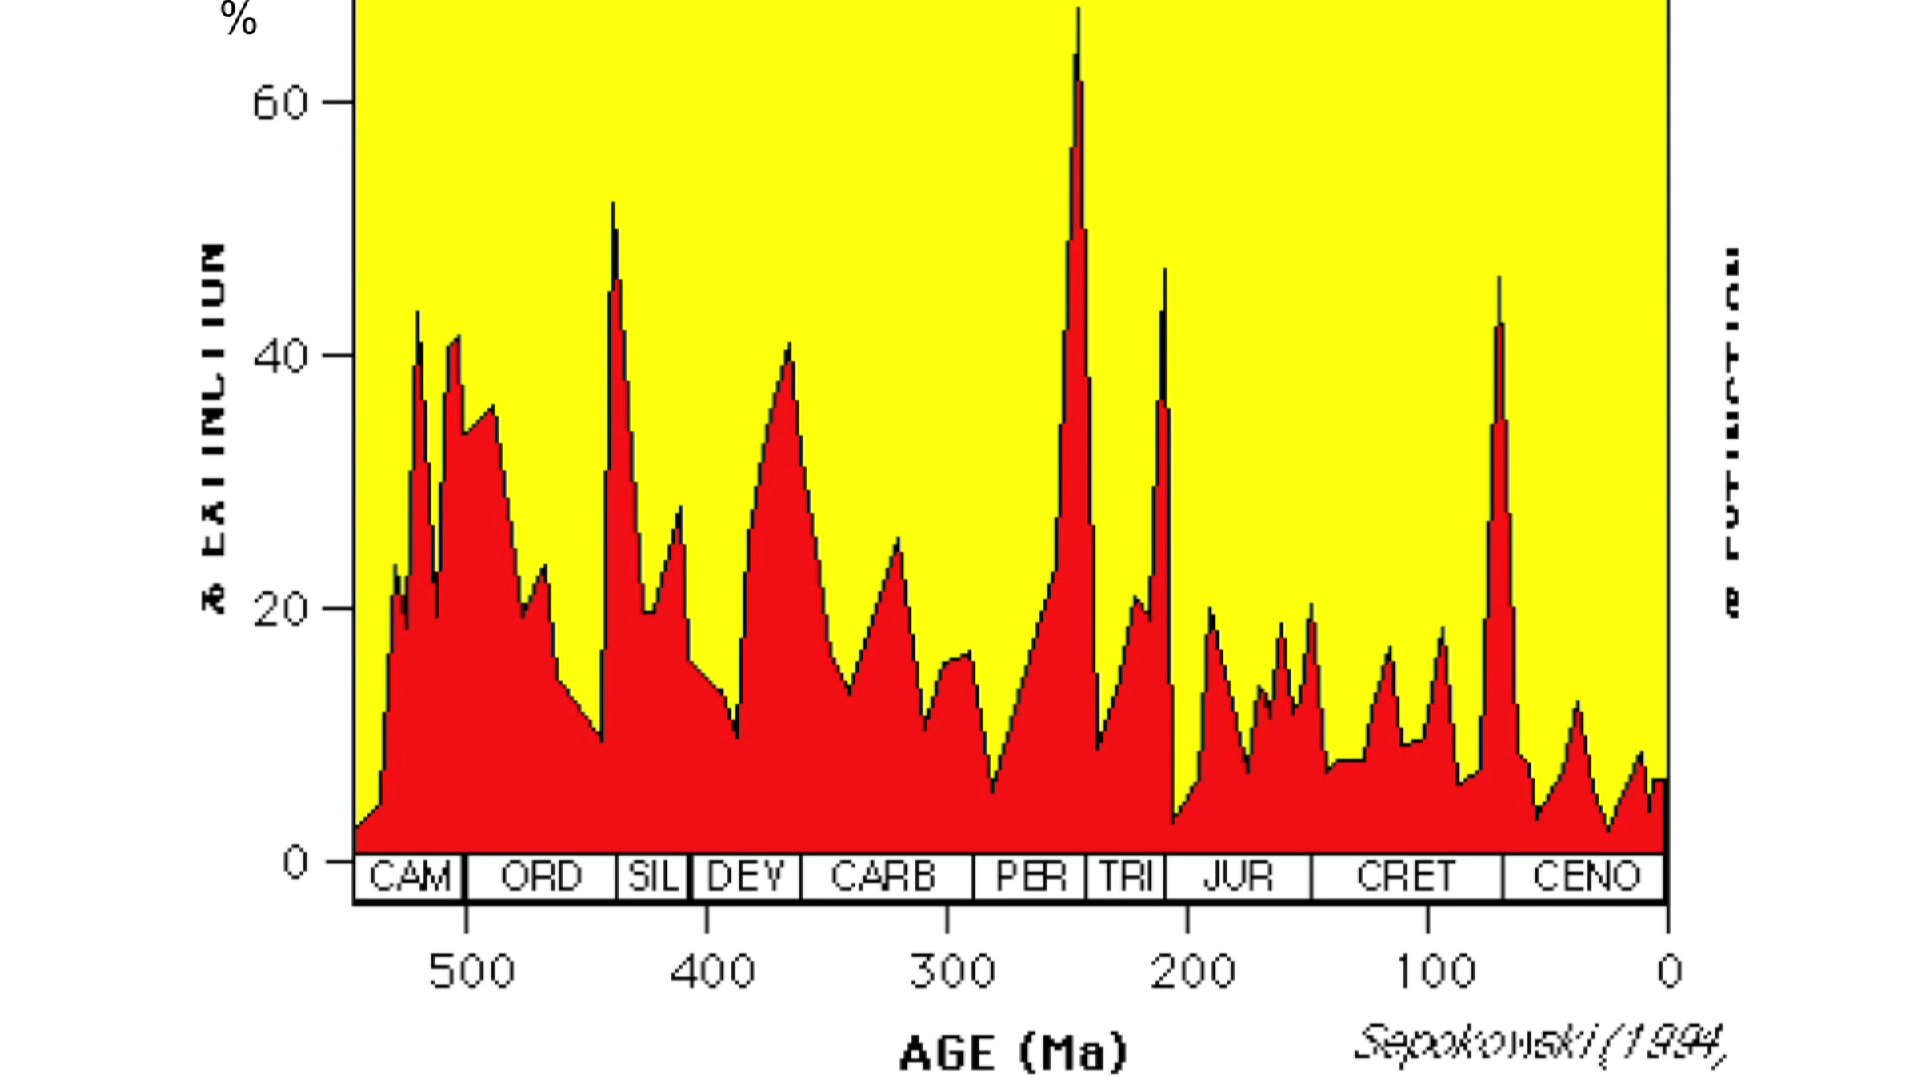 %
60
40
20
0
% EXTINCTION
CAM ORD SIL DEV CARB PER TRI JUR CRET CENO
500 400 300 200 100 0
AGE (Ma)
Sepokowski (1994)